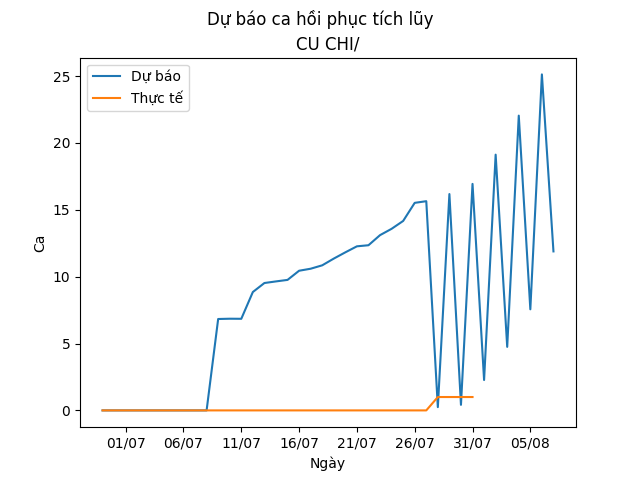 Dự báo ca hồi phục tích lũy
CU CHI/
Dự báo
Thực tế
Ca
25
20
15
10
5
0
01/07 06/07 11/07 16/07 21/07 26/07 31/07 05/08
Ngày